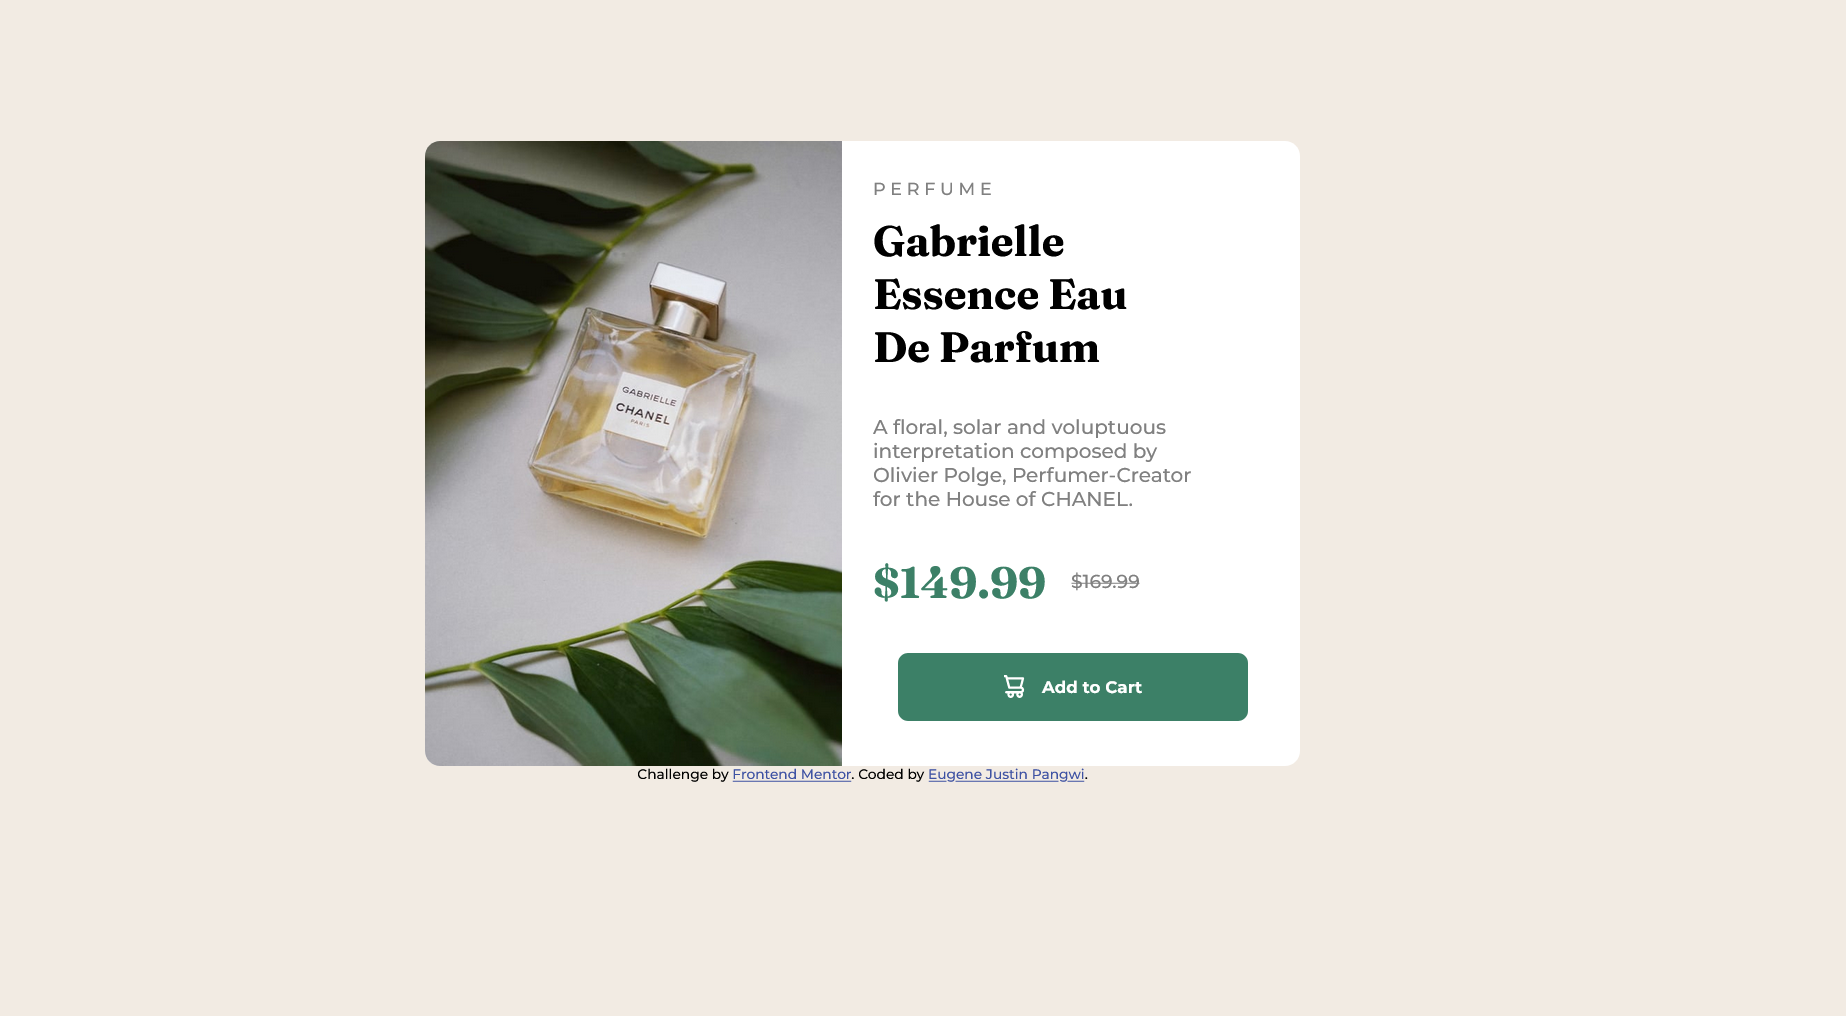 GABRIELLE
CHANEL
PARIS
PERFUME
Gabrielle
Essence Eau
De Parfum
A floral, solar and voluptuous
interpretation composed by
Olivier Polge, Perfumer-Creator
for the House of CHANEL.
$149.99 $169.99
Add to Cart
Challenge by Frontend Mentor. Coded by Eugene Justin Pangwi.